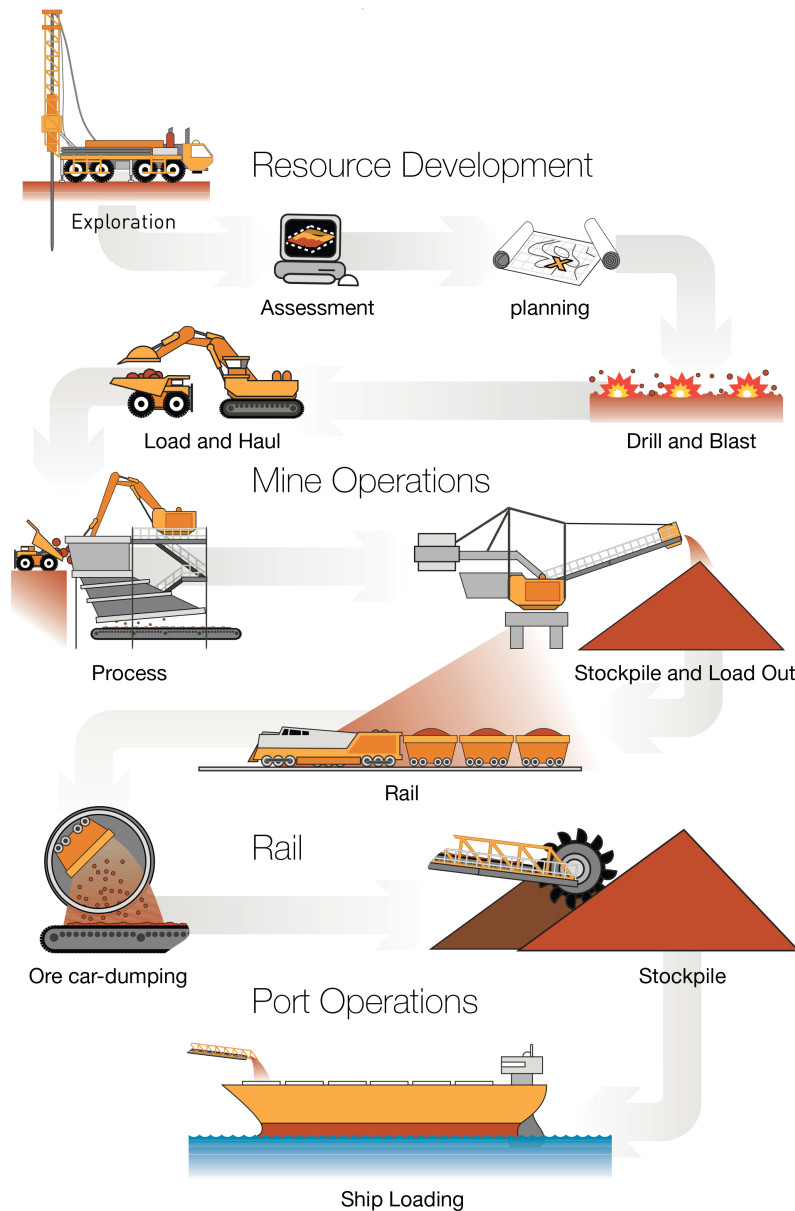 Resource Development
Exploration
Assessment
planning
Load and Haul
Drill and Blast
Mine Operations
Process
Stockpile and Load Out
Rail
Rail
Ore car-dumping
Stockpile
Port Operations
Ship Loading